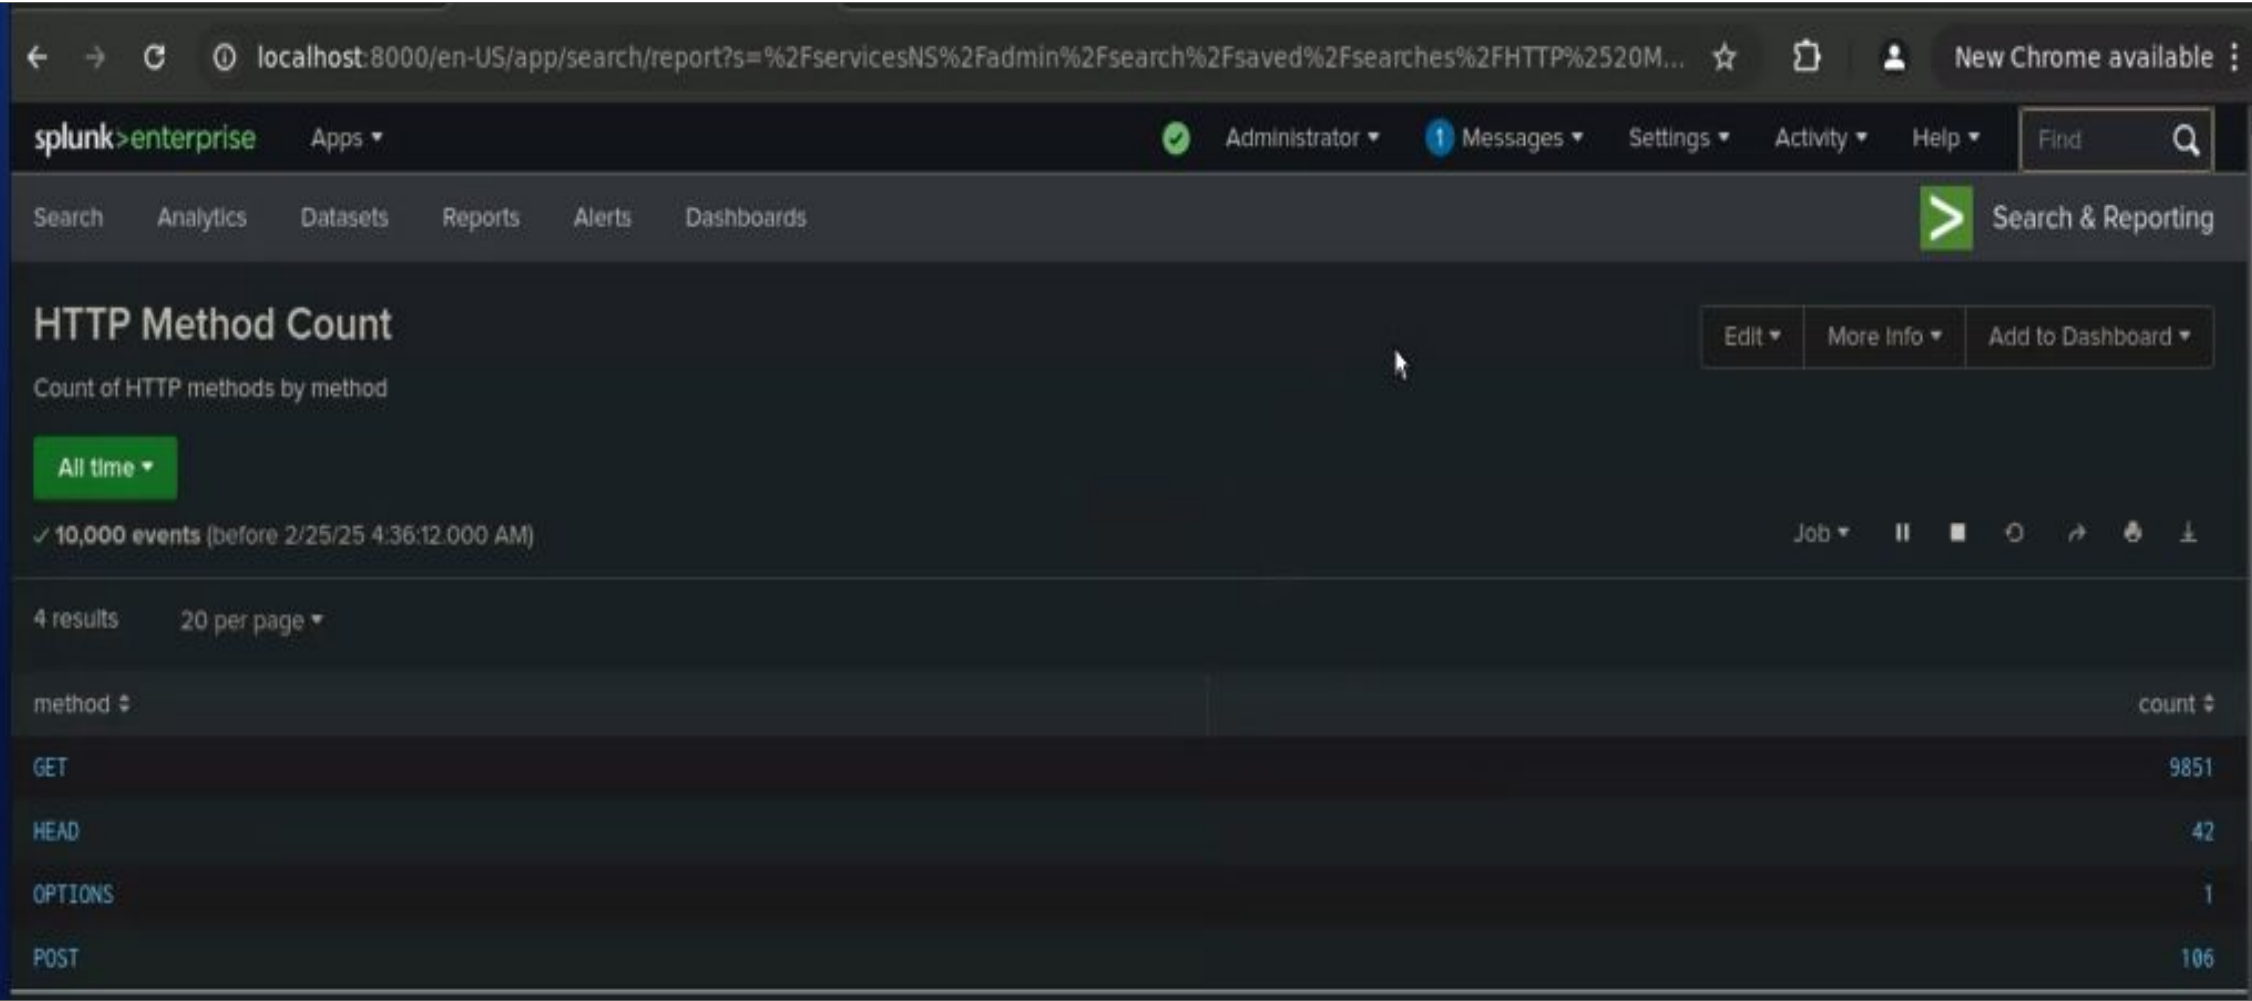 localhost:8000/en-US/app/search/report?s=%2FservicesNS%2Fadmin%2Fsearch%2Fsaved%2Fsearches%2FHTTP%2520M... New Chrome available
splunk>enterprise Apps Administrator 1 Messages Settings Activity Help Find
Search Analytics Datasets Reports Alerts Dashboards Search & Reporting
HTTP Method Count Edit More Info Add to Dashboard
Count of HTTP methods by method
All time
10,000 events (before 2/25/25 4:36:12.000 AM) Job
4 results 20 per page
method count
GET 9851
HEAD 42
OPTIONS 1
POST 106